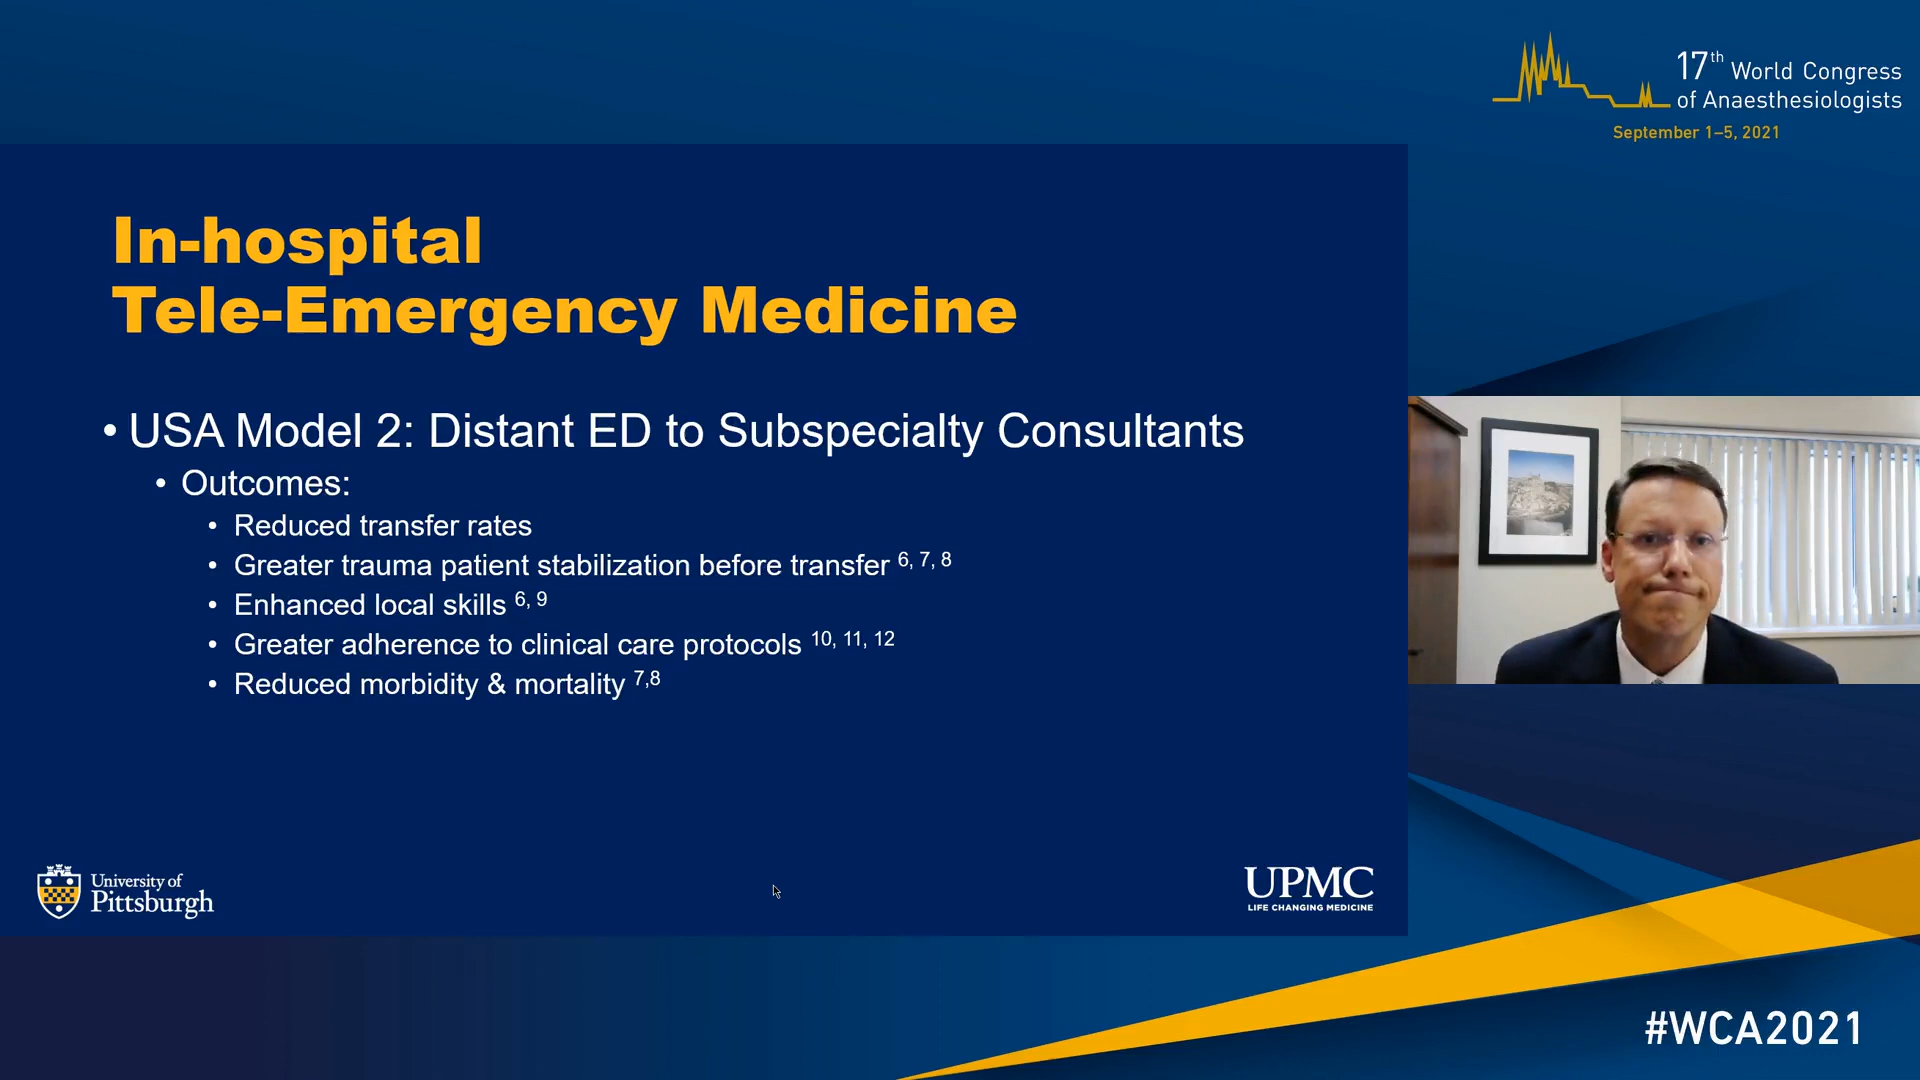 17th World Congress
of Anaesthesiologists
September 1–5, 2021
In-hospital
Tele-Emergency Medicine
• USA Model 2: Distant ED to Subspecialty Consultants
• Outcomes:
• Reduced transfer rates
• Greater trauma patient stabilization before transfer 6, 7, 8
• Enhanced local skills 6, 9
• Greater adherence to clinical care protocols 10, 11, 12
• Reduced morbidity & mortality 7,8
University of
Pittsburgh
UPMC
LIFE CHANGING MEDICINE
#WCA2021